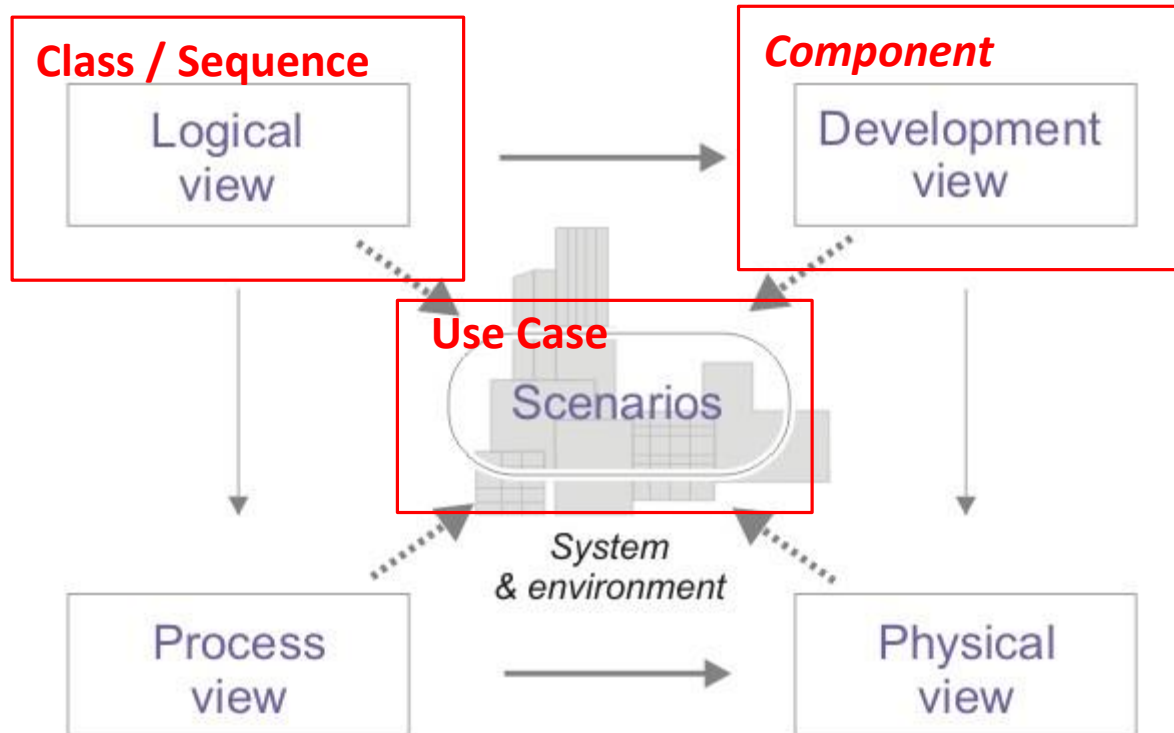 Class / Sequence
Logical
view
Component
Development
view
Use Case
Scenarios
System
& environment
Process
view
Physical
view